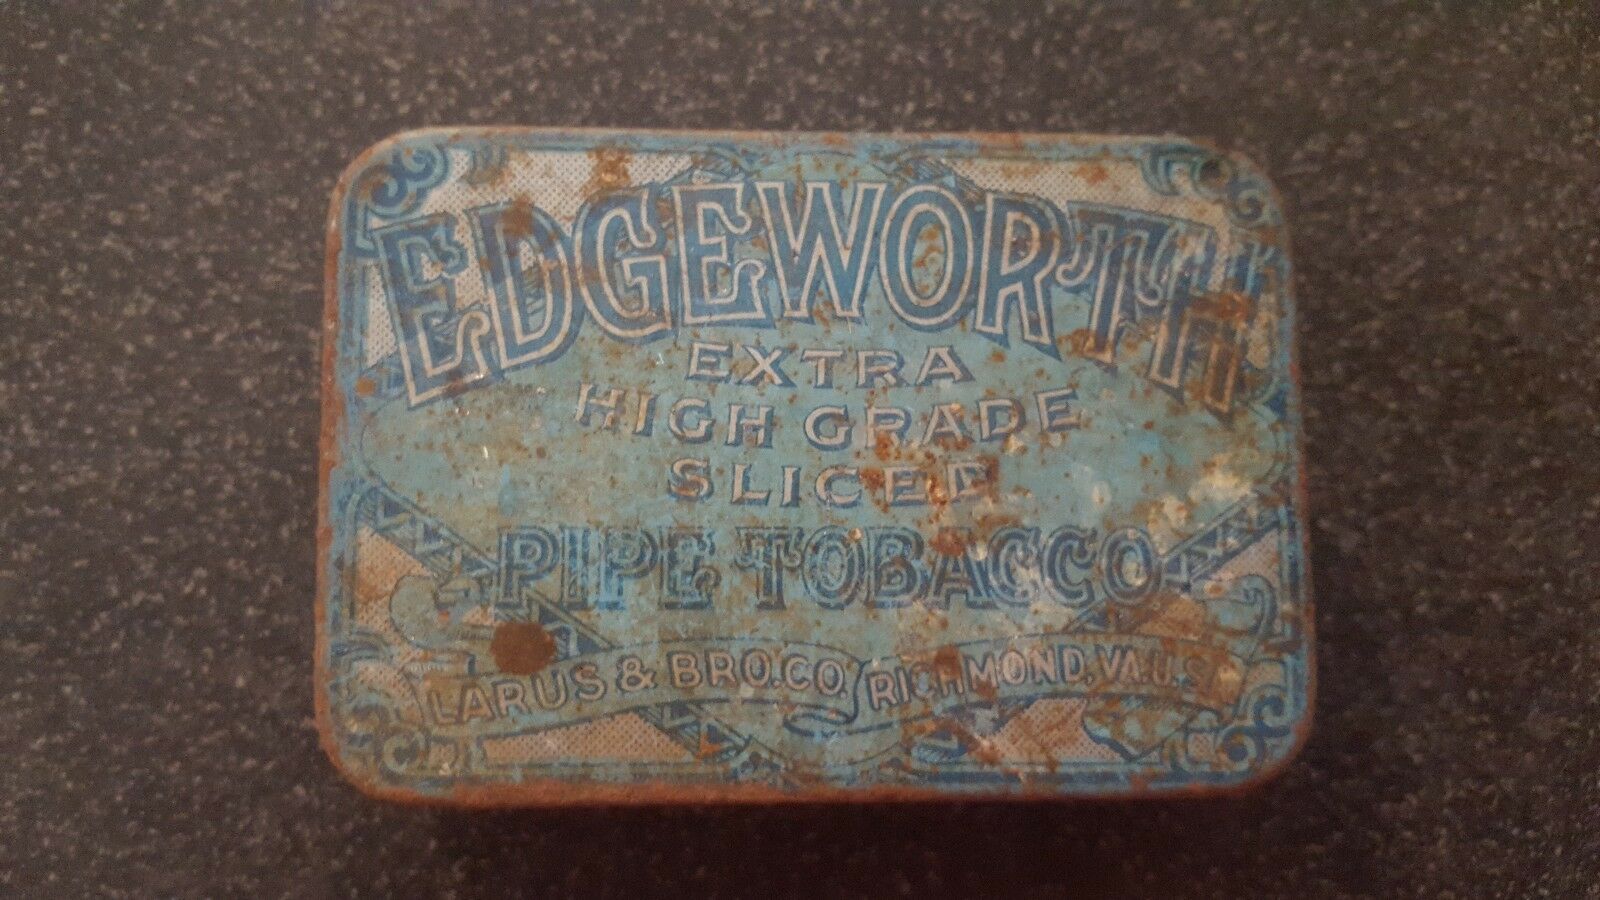 EDGEWORTH
EXTRA
HIGH GRADE
SLICED
PIPE TOBACCO
LARUS & BRO.CO. RICHMOND, VA.U.S.A